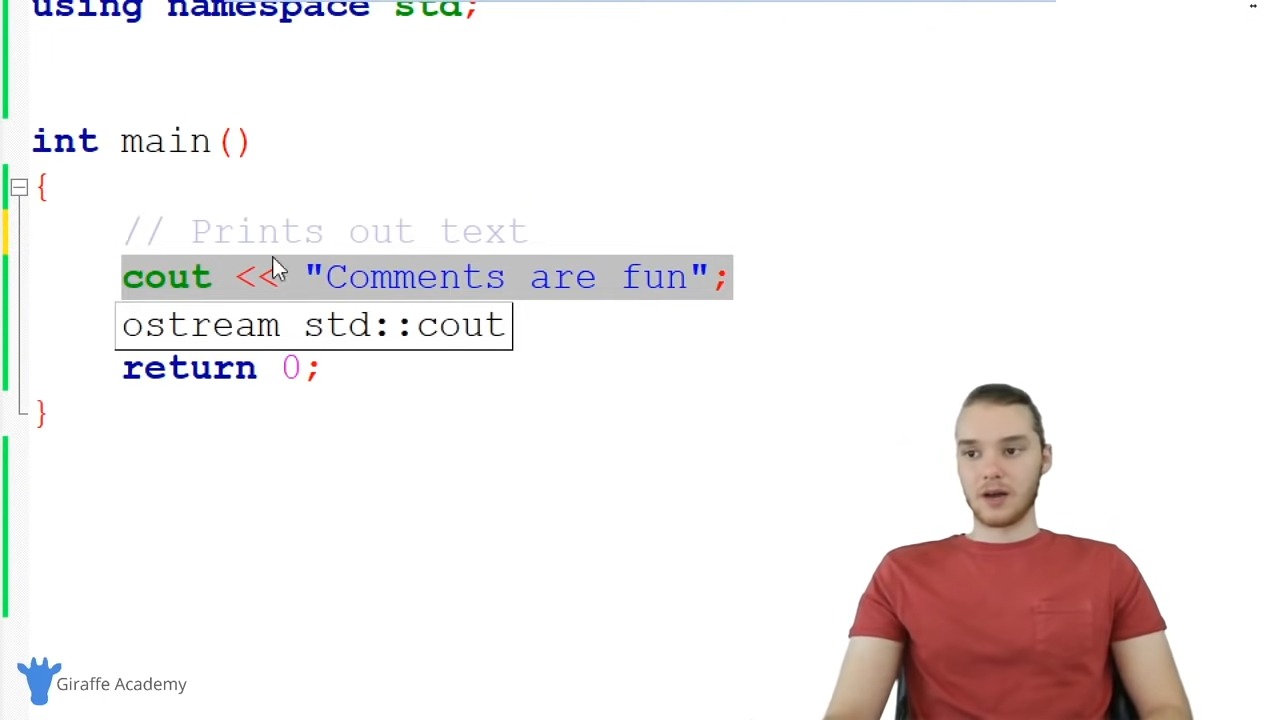 using namespace std;
int main()
{
// Prints out text
cout << "Comments are fun";
ostream std::cout
return 0;
}
Giraffe Academy